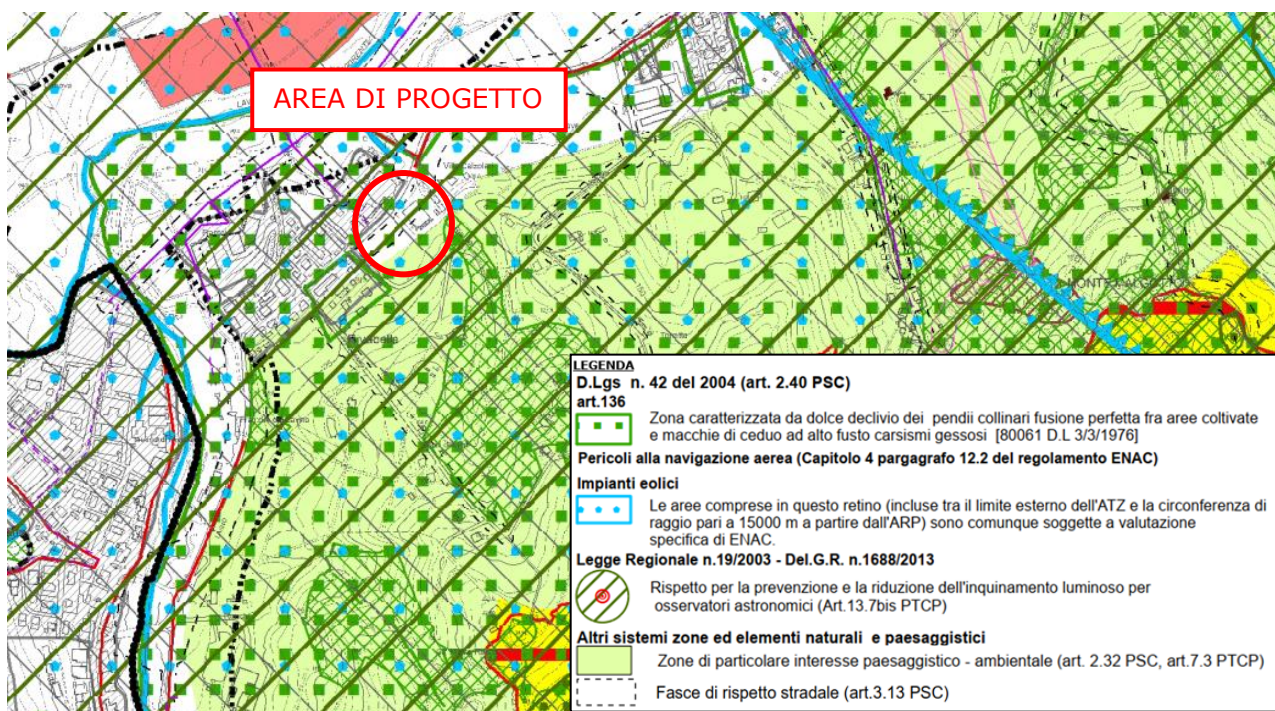 AREA DI PROGETTO
LEGENDA
D.Lgs n. 42 del 2004 (art. 2.40 PSC)
art.136
Zona caratterizzata da dolce declivio dei pendii collinari fusione perfetta fra aree coltivate
e macchie di ceduo ad alto fusto carsismi gessosi [80061 D.L 3/3/1976]
Pericoli alla navigazione aerea (Capitolo 4 pargagrafo 12.2 del regolamento ENAC)
Impianti eolici
Le aree comprese in questo retino (incluse tra il limite esterno dell'ATZ e la circonferenza di
raggio pari a 15000 m a partire dall'ARP) sono comunque soggette a valutazione
specifica di ENAC.
Legge Regionale n.19/2003 - Del.G.R. n.1688/2013
Rispetto per la prevenzione e la riduzione dell'inquinamento luminoso per
osservatori astronomici (Art.13.7bis PTCP)
Altri sistemi zone ed elementi naturali e paesaggistici
Zone di particolare interesse paesaggistico - ambientale (art. 2.32 PSC, art.7.3 PTCP)
Fasce di rispetto stradale (art.3.13 PSC)